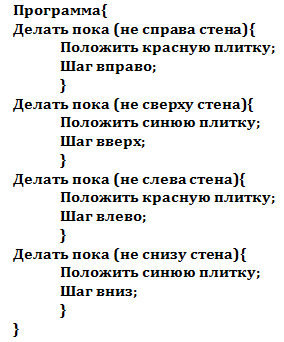 Программа{
Делать пока (не справа стена){
Положить красную плитку;
Шаг вправо;
}
Делать пока (не сверху стена){
Положить синюю плитку;
Шаг вверх;
}
Делать пока (не слева стена){
Положить красную плитку;
Шаг влево;
}
Делать пока (не снизу стена){
Положить синюю плитку;
Шаг вниз;
}
}